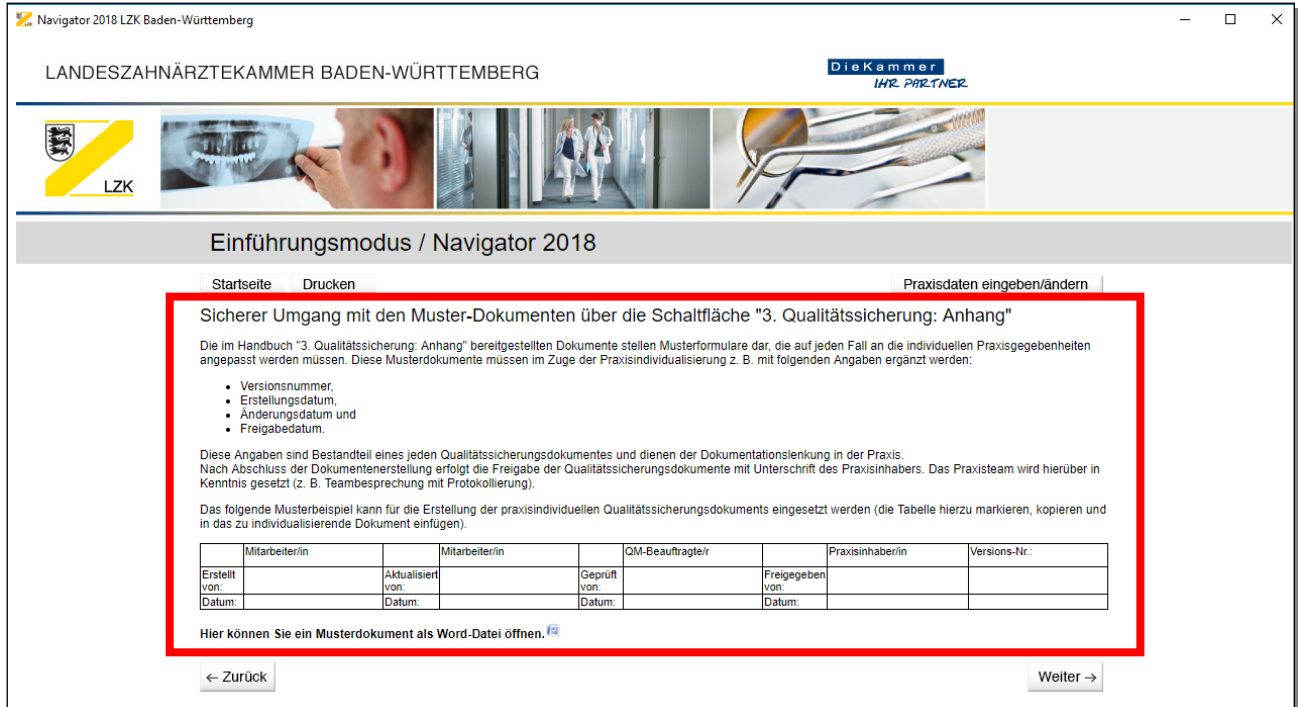 Navigator 2018 LZK Baden-Württemberg
LANDESZAHNÄRZTEKAMMER BADEN-WÜRTTEMBERG
DieKammer
IHR PARTNER
LZK
Einführungsmodus / Navigator 2018
Startseite Drucken Praxisdaten eingeben/ändern
Sicherer Umgang mit den Muster-Dokumenten über die Schaltfläche "3. Qualitätssicherung: Anhang"
Die im Handbuch "3. Qualitätssicherung: Anhang" bereitgestellten Dokumente stellen Musterformulare dar, die auf jeden Fall an die individuellen Praxisgegebenheiten
angepasst werden müssen. Diese Musterdokumente müssen im Zuge der Praxisindividualisierung z. B. mit folgenden Angaben ergänzt werden:
• Versionsnummer,
• Erstellungsdatum,
• Änderungsdatum und
• Freigabedatum.
Diese Angaben sind Bestandteil eines jeden Qualitätssicherungsdokumentes und dienen der Dokumentationslenkung in der Praxis.
Nach Abschluss der Dokumentenerstellung erfolgt die Freigabe der Qualitätssicherungsdokumente mit Unterschrift des Praxisinhabers. Das Praxisteam wird hierüber in
Kenntnis gesetzt (z. B. Teambesprechung mit Protokollierung).
Das folgende Musterbeispiel kann für die Erstellung der praxisindividuellen Qualitätssicherungsdokuments eingesetzt werden (die Tabelle hierzu markieren, kopieren und
in das zu individualisierende Dokument einfügen).
Mitarbeiter/in Mitarbeiter/in QM-Beauftragte/r Praxisinhaber/in Versions-Nr.:
Erstellt von: Aktualisiert von: Geprüft von: Freigegeben von:
Datum: Datum: Datum: Datum:
Hier können Sie ein Musterdokument als Word-Datei öffnen.
← Zurück Weiter →